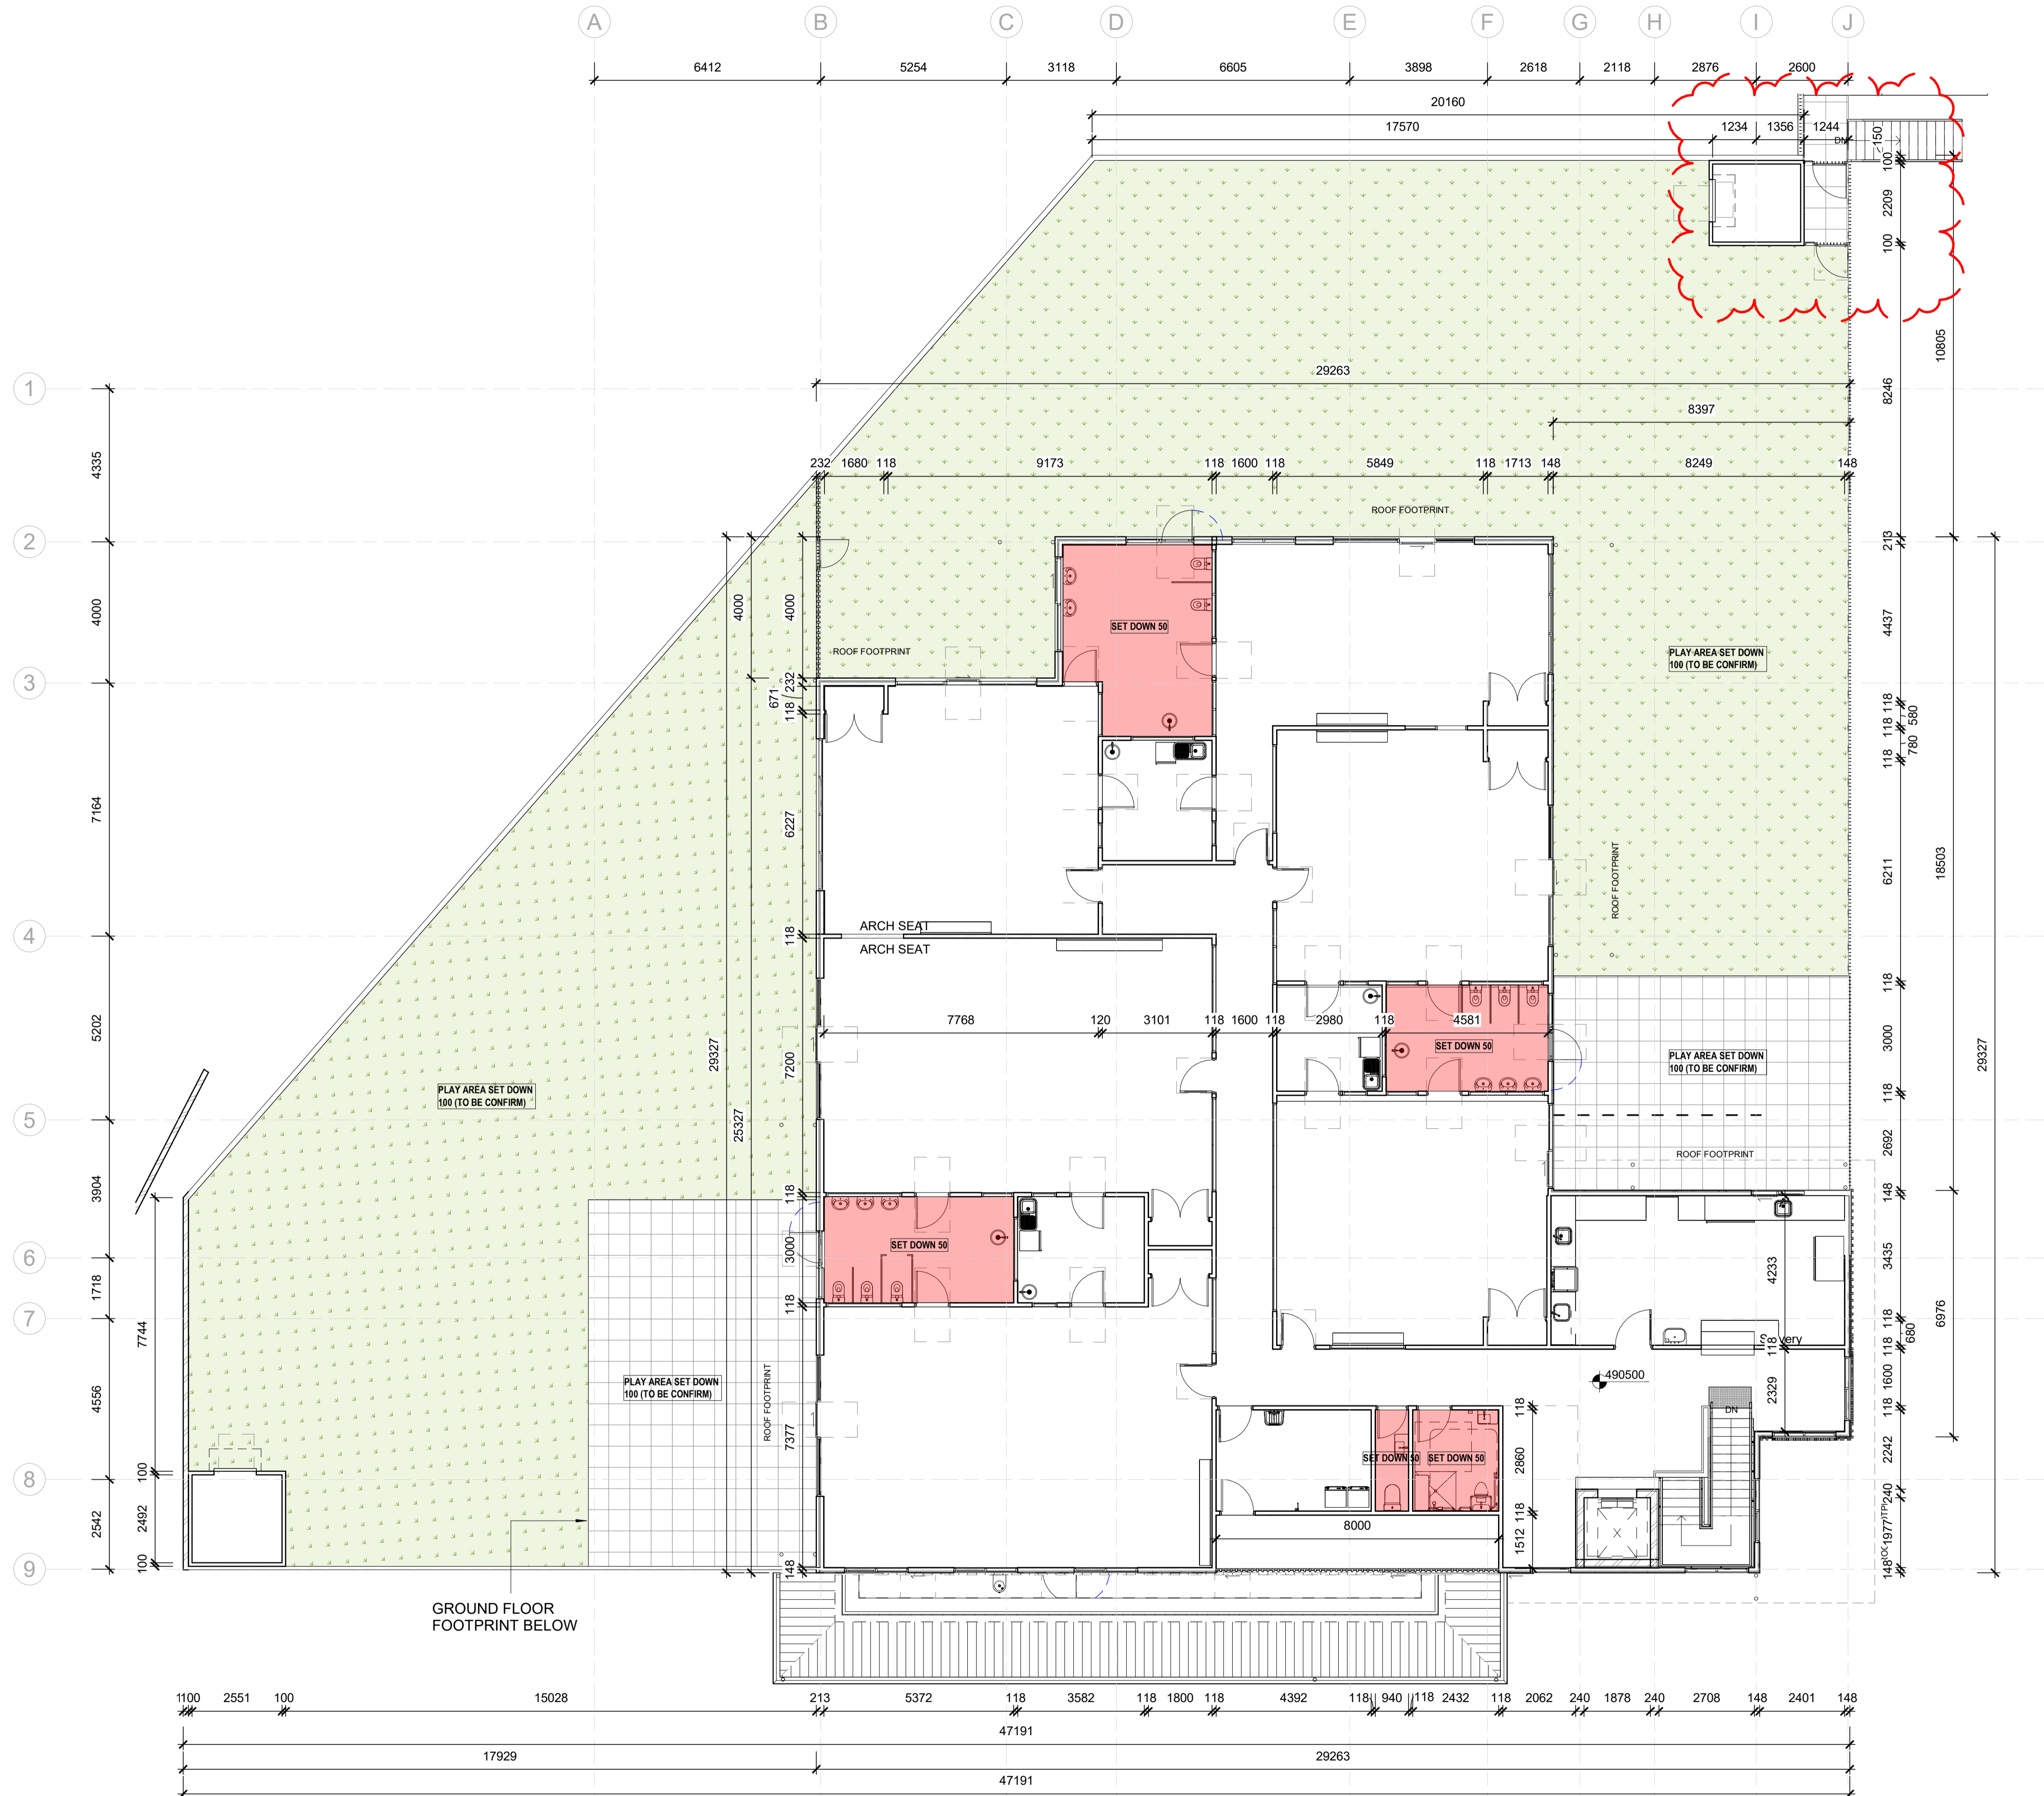 A B C D E F G H I J
6412 5254 3118 6605 3898 2618 2118 2876 2600
20160
17570 1234 1356 1244
DN
150
100
2209
100
10805
1
29263
8246
8397
4335
232 1680 118 9173 118 1600 118 5849 118 1713 148 8249 148
ROOF FOOTPRINT
2
213
4000
4000
4000
SET DOWN 50
4437
ROOF FOOTPRINT
PLAY AREA SET DOWN
100 (TO BE CONFIRM)
3
232
671
118
118
580
118
780
118
7164
6227
ROOF FOOTPRINT
6211
18503
ARCH SEAT
4
118
ARCH SEAT
118
5202
7768 120 3101 118 1600 118 2980 118 4581
29327
7200
SET DOWN 50
3000
PLAY AREA SET DOWN
100 (TO BE CONFIRM)
29327
PLAY AREA SET DOWN
100 (TO BE CONFIRM)
25327
118
5
2692
ROOF FOOTPRINT
3904
118
148
SET DOWN 50
6
3000
4233
3435
1718
118
7
118
680
6976
7744
118
Servery
118
490500
1600
PLAY AREA SET DOWN
100 (TO BE CONFIRM)
2329
4556
ROOF FOOTPRINT
118
DN
118
7377
2242
SET DOWN 50
SET DOWN 50
2860
8
100
240
2492
2542
118
8000
1977
1512
9
100
148
148
GROUND FLOOR
FOOTPRINT BELOW
1100 2551 100 15028 213 5372 118 3582 118 1800 118 4392 118 940 118 2432 118 2062 240 1878 240 2708 148 2401 148
47191
17929 29263
47191